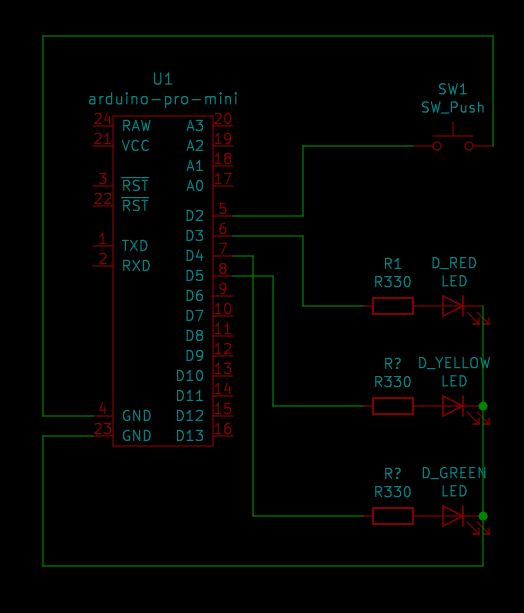 U1
arduino-pro-mini
SW1
SW_Push
24 RAW A3 20
21 VCC A2 19
A1 18
3 RST A0 17
22 RST
D2 5
1 TXD D3 6
2 RXD D4 7
D5 8
D6 9
D7 10
D8 11
D9 12
D10 13
D11 14
4 GND D12 15
23 GND D13 16
R1
R330
D_RED
LED
R?
R330
D_YELLOW
LED
R?
R330
D_GREEN
LED